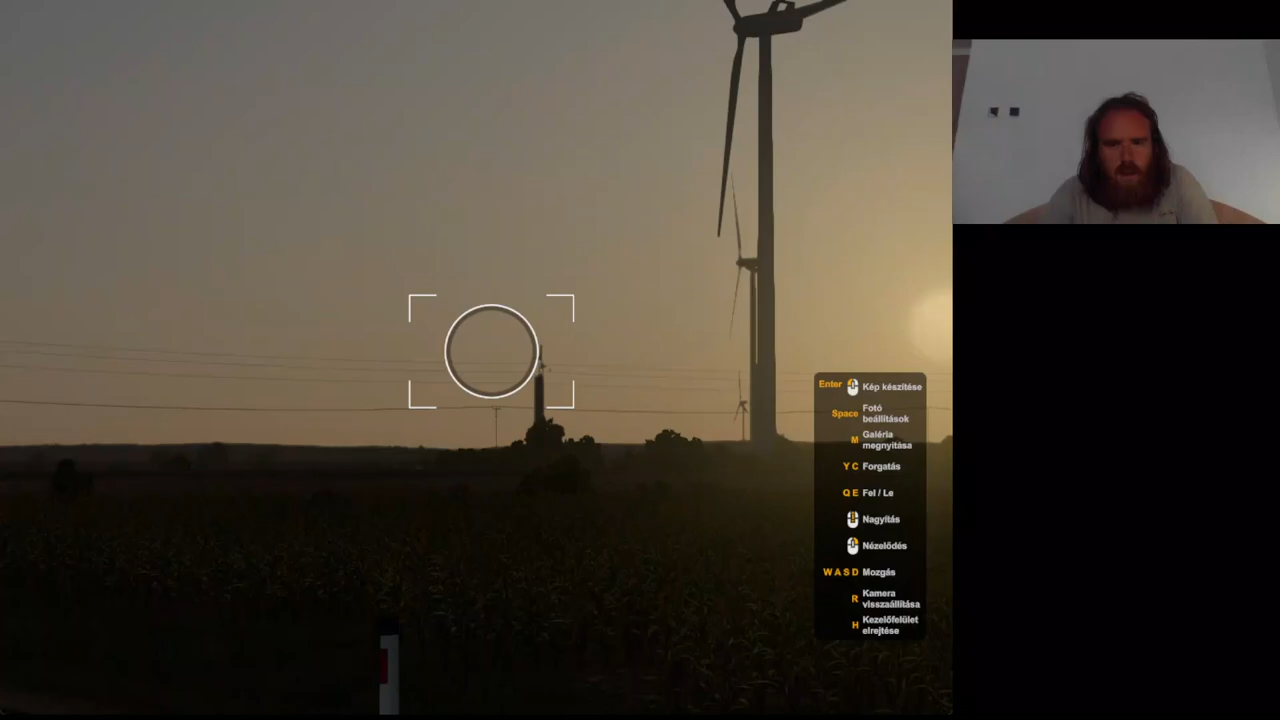 Enter Kép készítése
Space Fotó
beállítások
M Galéria
megnyitása
Y C Forgatás
Q E Fel / Le
Nagyítás
Nézelődés
W A S D Mozgás
R Kamera
visszaállítása
H Kezelőfelület
elrejtése